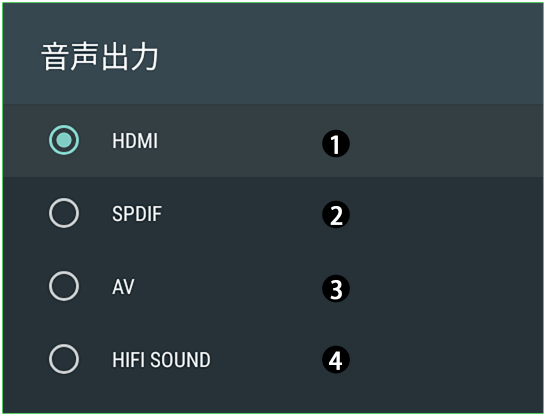 音声出力
HDMI ❶
SPDIF ❷
AV ❸
HIFI SOUND ❹